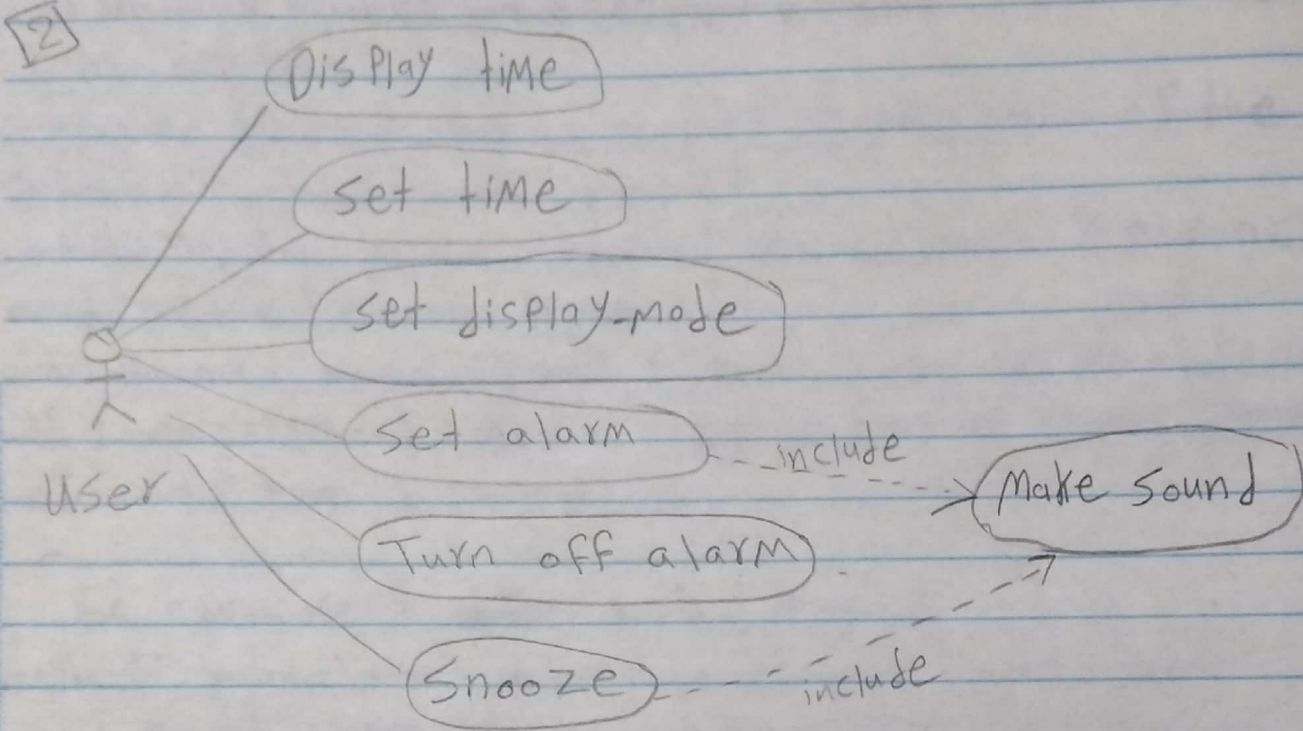 2
Display time
set time
set display-mode
Set alarm
include
Make sound
User
Turn off alarm
Snooze
include